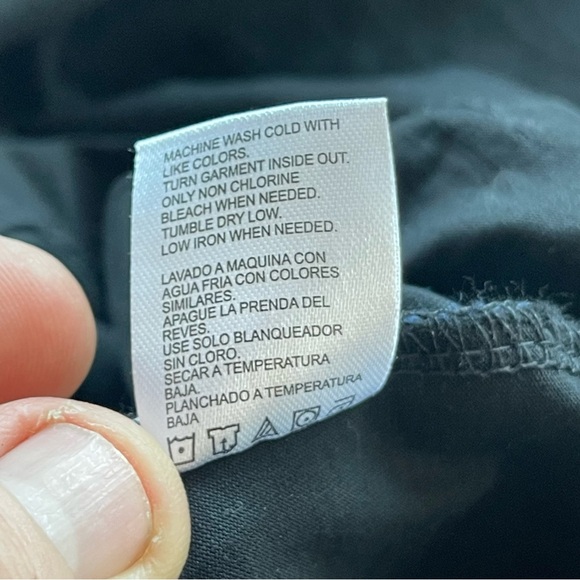 MACHINE WASH COLD WITH
LIKE COLORS.
TURN GARMENT INSIDE OUT.
ONLY NON CHLORINE
BLEACH WHEN NEEDED.
TUMBLE DRY LOW.
LOW IRON WHEN NEEDED.
LAVADO A MAQUINA CON
AGUA FRIA CON COLORES
SIMILARES.
APAGUE LA PRENDA DEL
REVES.
USE SOLO BLANQUEADOR
SIN CLORO.
SECAR A TEMPERATURA
BAJA.
PLANCHADO A TEMPERATURA
BAJA